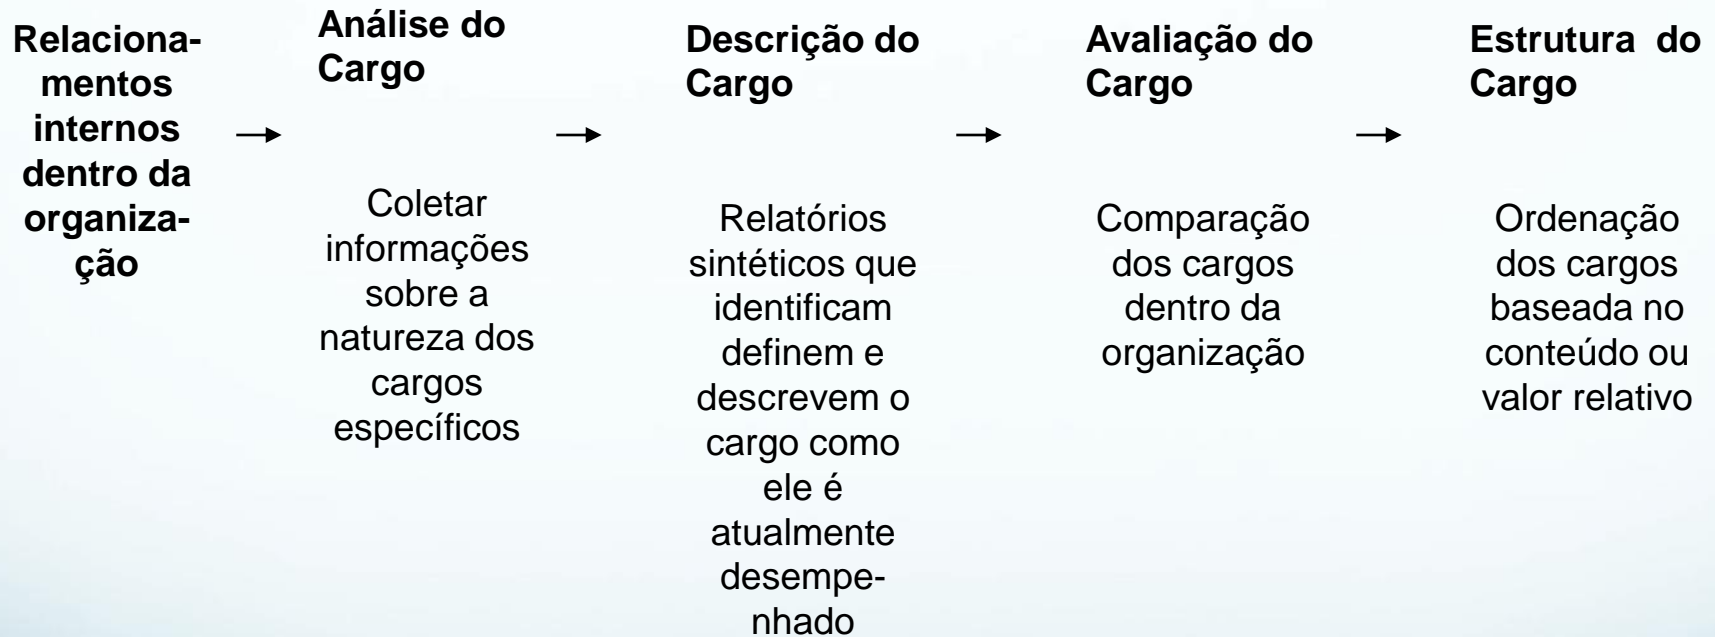 Relaciona-
mentos
internos
dentro da
organiza-
ção
Análise do
Cargo
Coletar
informações
sobre a
natureza dos
cargos
específicos
Descrição do
Cargo
Relatórios
sintéticos que
identificam
definem e
descrevem o
cargo como
ele é
atualmente
desempe-
nhado
Avaliação do
Cargo
Comparação
dos cargos
dentro da
organização
Estrutura do
Cargo
Ordenação
dos cargos
baseada no
conteúdo ou
valor relativo